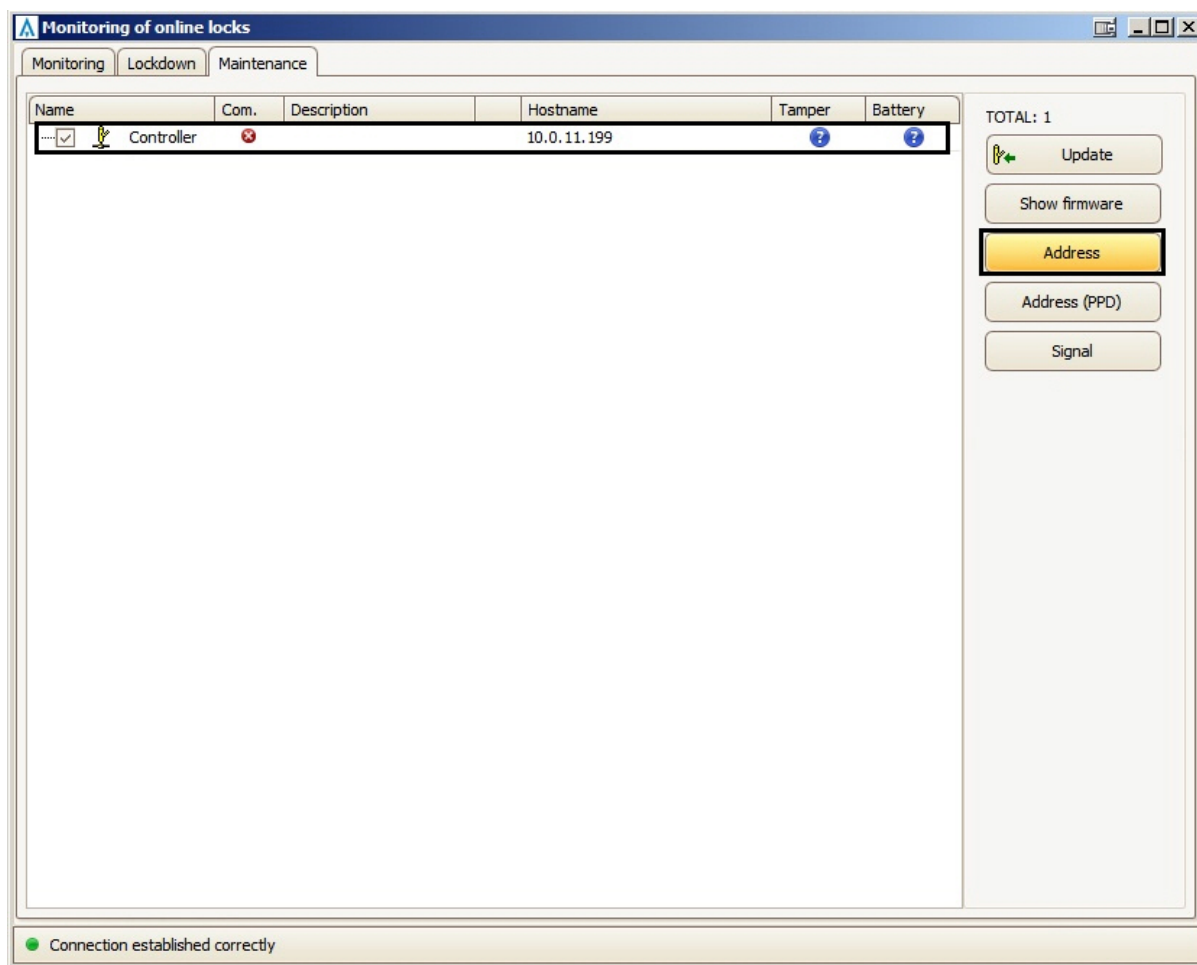 Monitoring of online locks
Monitoring Lockdown Maintenance
Name Com. Description Hostname Tamper Battery
Controller 10.0.11.199 ? ?
TOTAL: 1
Update
Show firmware
Address
Address (PPD)
Signal
Connection established correctly